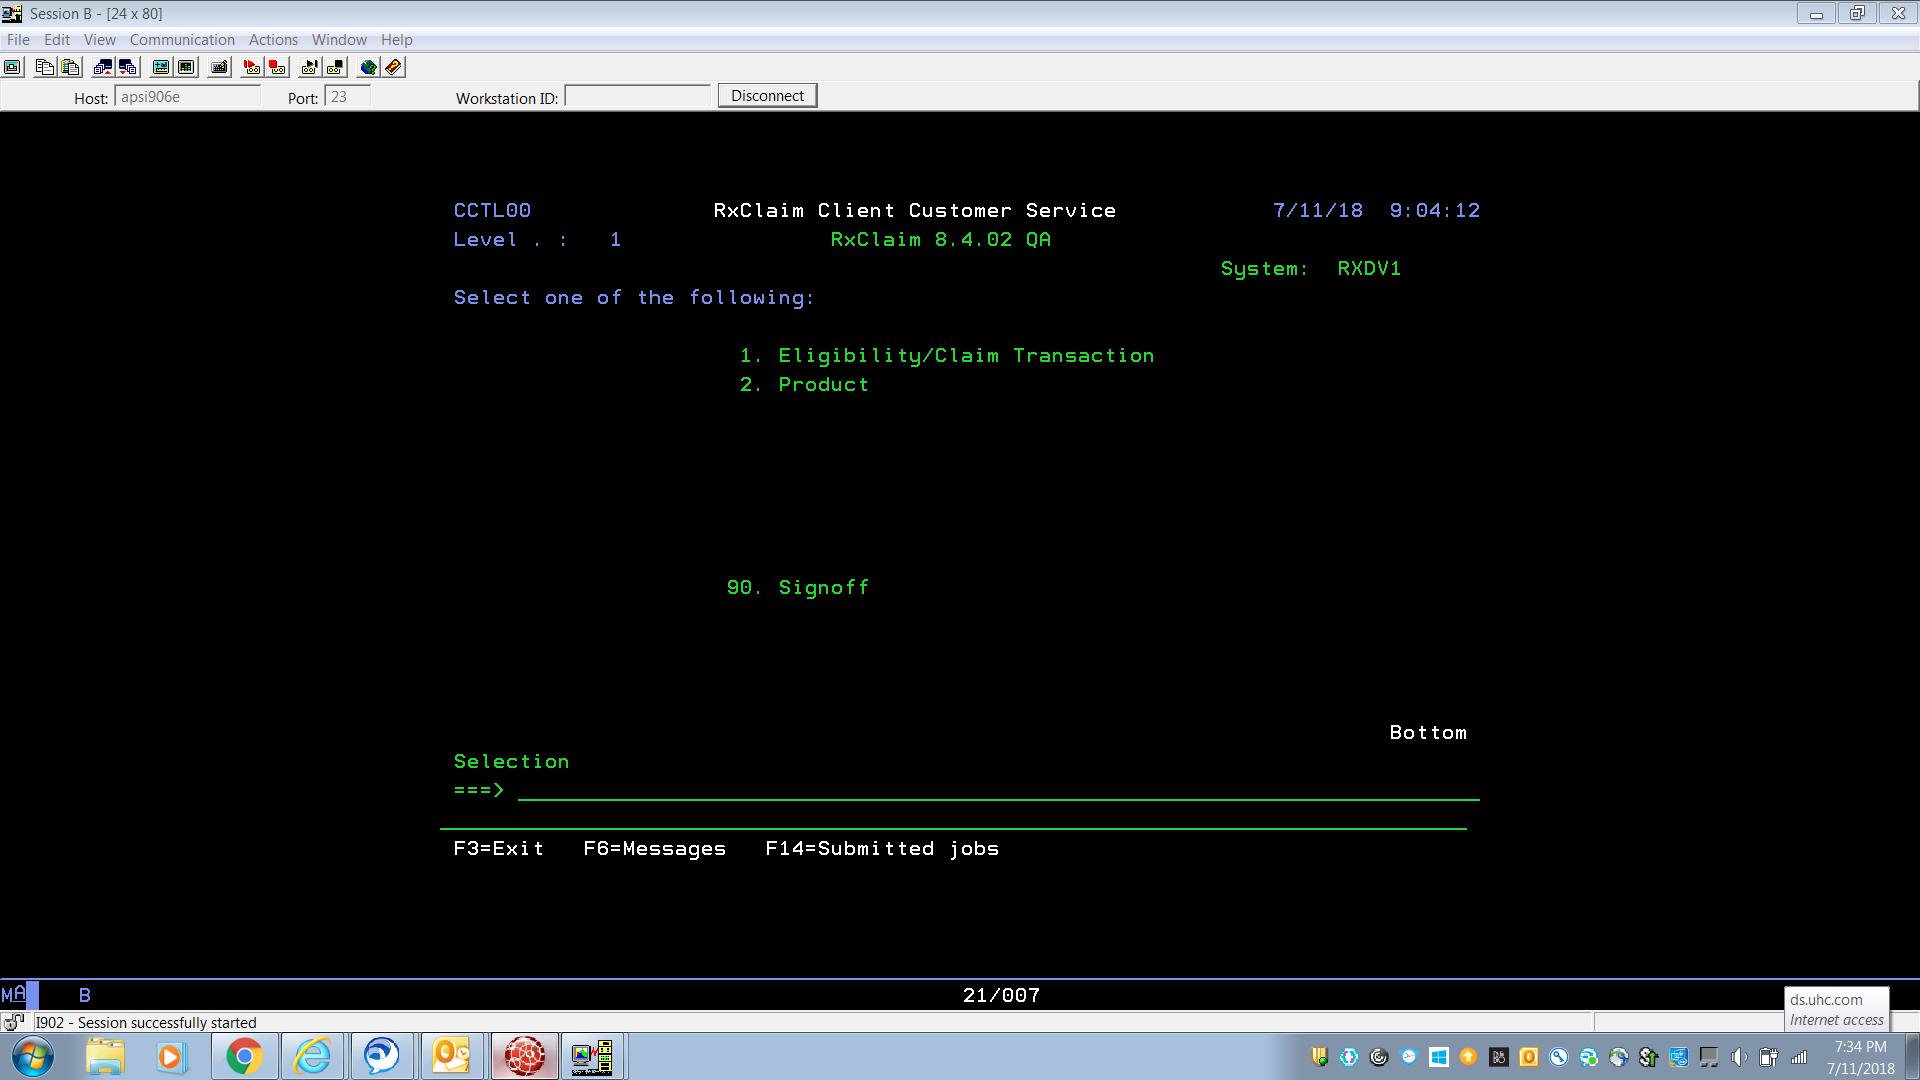 Session B - [24 x 80]
File Edit View Communication Actions Window Help
Host: apsi906e Port: 23 Workstation ID: Disconnect
CCTL00 RxClaim Client Customer Service 7/11/18 9:04:12
Level . : 1 RxClaim 8.4.02 QA
System: RXDV1
Select one of the following:
1. Eligibility/Claim Transaction
2. Product
90. Signoff
Bottom
Selection
===>
F3=Exit F6=Messages F14=Submitted jobs
MA B 21/007
I902 - Session successfully started
ds.uhc.com
Internet access
7:34 PM
7/11/2018